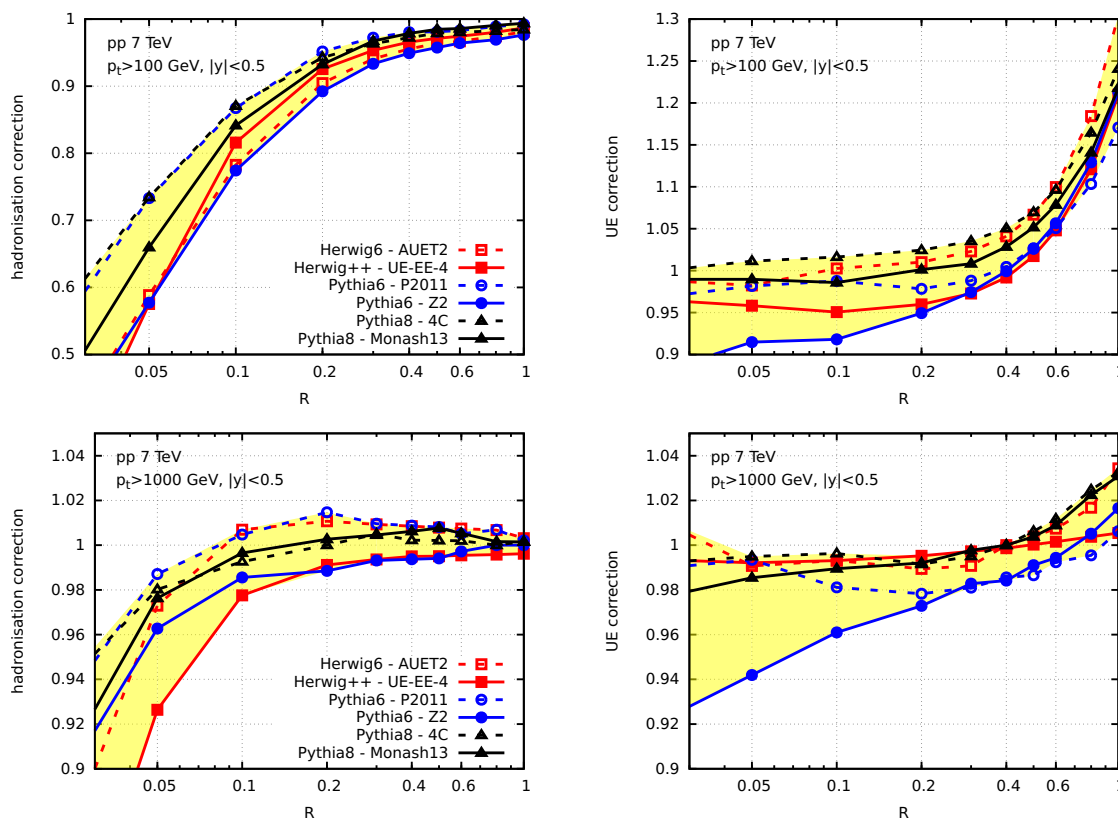 hadronisation correction
1
0.9
0.8
0.7
0.6
0.5
pp 7 TeV
pt>100 GeV, |y|<0.5
Herwig6 - AUET2
Herwig++ - UE-EE-4
Pythia6 - P2011
Pythia6 - Z2
Pythia8 - 4C
Pythia8 - Monash13
0.05 0.1 0.2 0.4 0.6 1
R
UE correction
1.3
1.25
1.2
1.15
1.1
1.05
1
0.95
0.9
pp 7 TeV
pt>100 GeV, |y|<0.5
0.05 0.1 0.2 0.4 0.6 1
R
hadronisation correction
1.04
1.02
1
0.98
0.96
0.94
0.92
0.9
pp 7 TeV
pt>1000 GeV, |y|<0.5
Herwig6 - AUET2
Herwig++ - UE-EE-4
Pythia6 - P2011
Pythia6 - Z2
Pythia8 - 4C
Pythia8 - Monash13
0.05 0.1 0.2 0.4 0.6 1
R
UE correction
1.04
1.02
1
0.98
0.96
0.94
0.92
0.9
pp 7 TeV
pt>1000 GeV, |y|<0.5
0.05 0.1 0.2 0.4 0.6 1
R